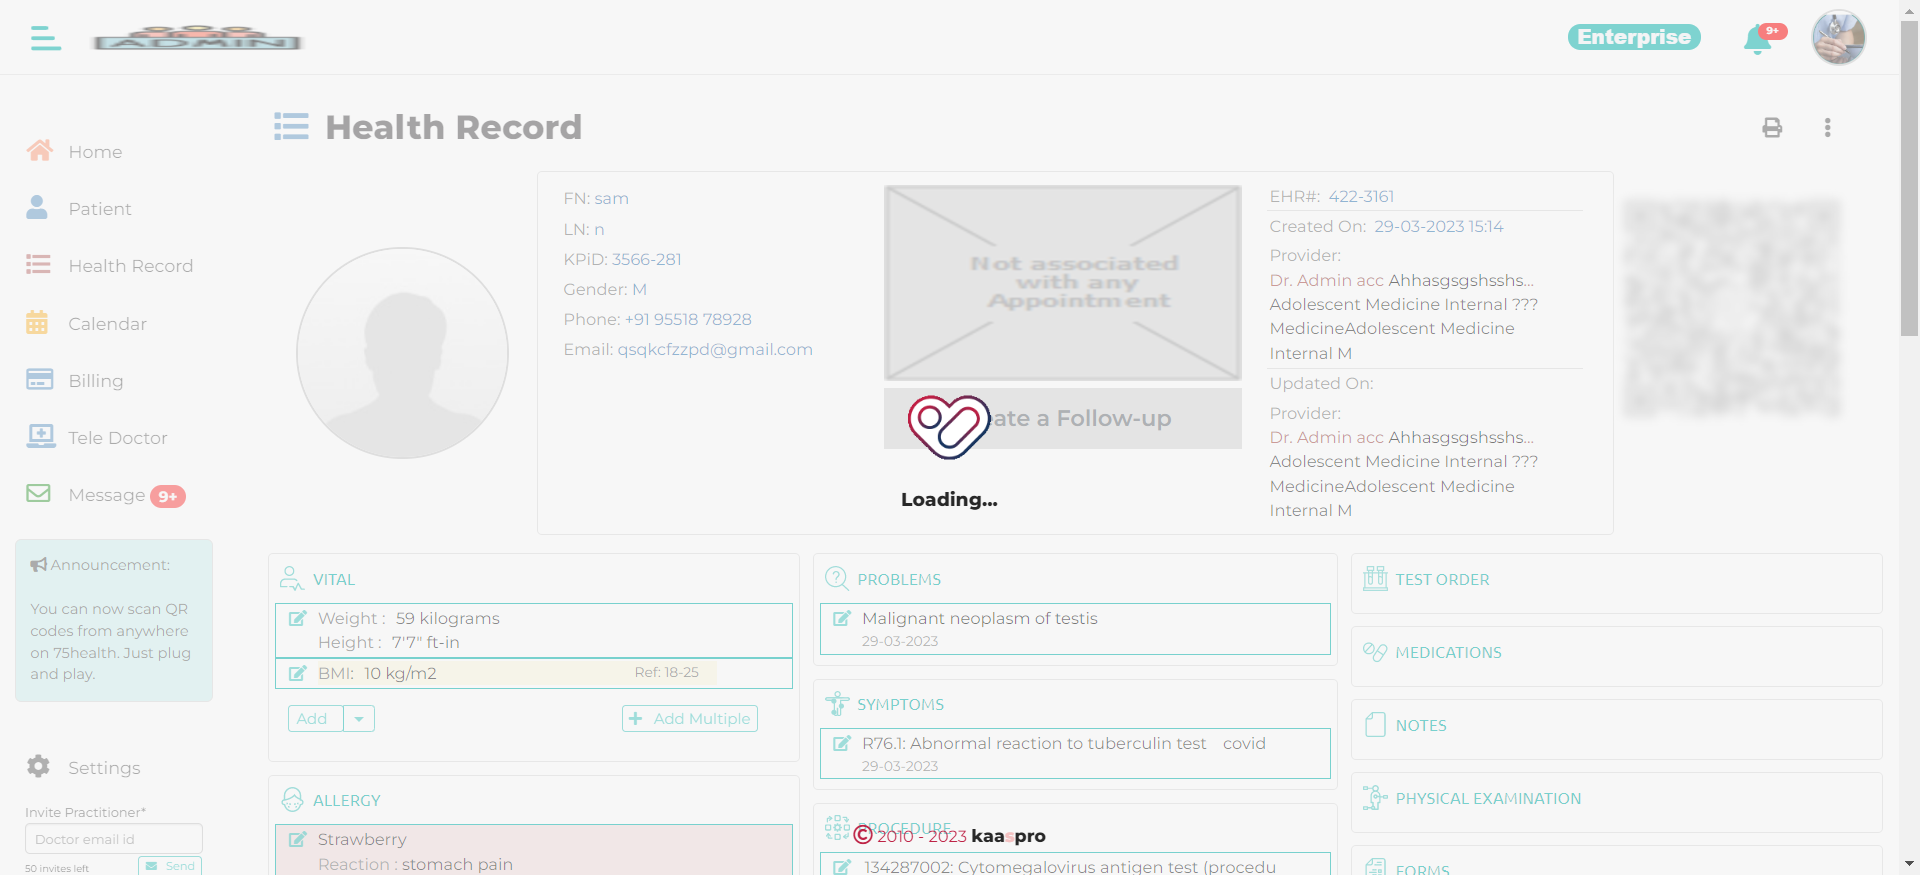 ADMIN
Enterprise
9+
Health Record
Home
Patient
Health Record
Calendar
Billing
Tele Doctor
Message 9+
Announcement:
You can now scan QR
codes from anywhere
on 75health. Just plug
and play.
Settings
Invite Practitioner*
Doctor email id
50 invites left
Send
FN: sam
LN: n
KPiD: 3566-281
Gender: M
Phone: +91 95518 78928
Email: qsqkcfzzpd@gmail.com
Not associated
with any
Appointment
eate a Follow-up
Loading...
EHR#: 422-3161
Created On: 29-03-2023 15:14
Provider:
Dr. Admin acc Ahhasgsgshsshs...
Adolescent Medicine Internal ???
MedicineAdolescent Medicine
Internal M
Updated On:
Provider:
Dr. Admin acc Ahhasgsgshsshs...
Adolescent Medicine Internal ???
MedicineAdolescent Medicine
Internal M
VITAL
Weight : 59 kilograms
Height : 7'7" ft-in
BMI: 10 kg/m2 Ref: 18-25
Add
Add Multiple
ALLERGY
Strawberry
Reaction : stomach pain
PROBLEMS
Malignant neoplasm of testis
29-03-2023
SYMPTOMS
R76.1: Abnormal reaction to tuberculin test covid
29-03-2023
PROCEDURE
© 2010 - 2023 kaaspro
134287002: Cytomegalovirus antigen test (procedu
TEST ORDER
MEDICATIONS
NOTES
PHYSICAL EXAMINATION
FORMS